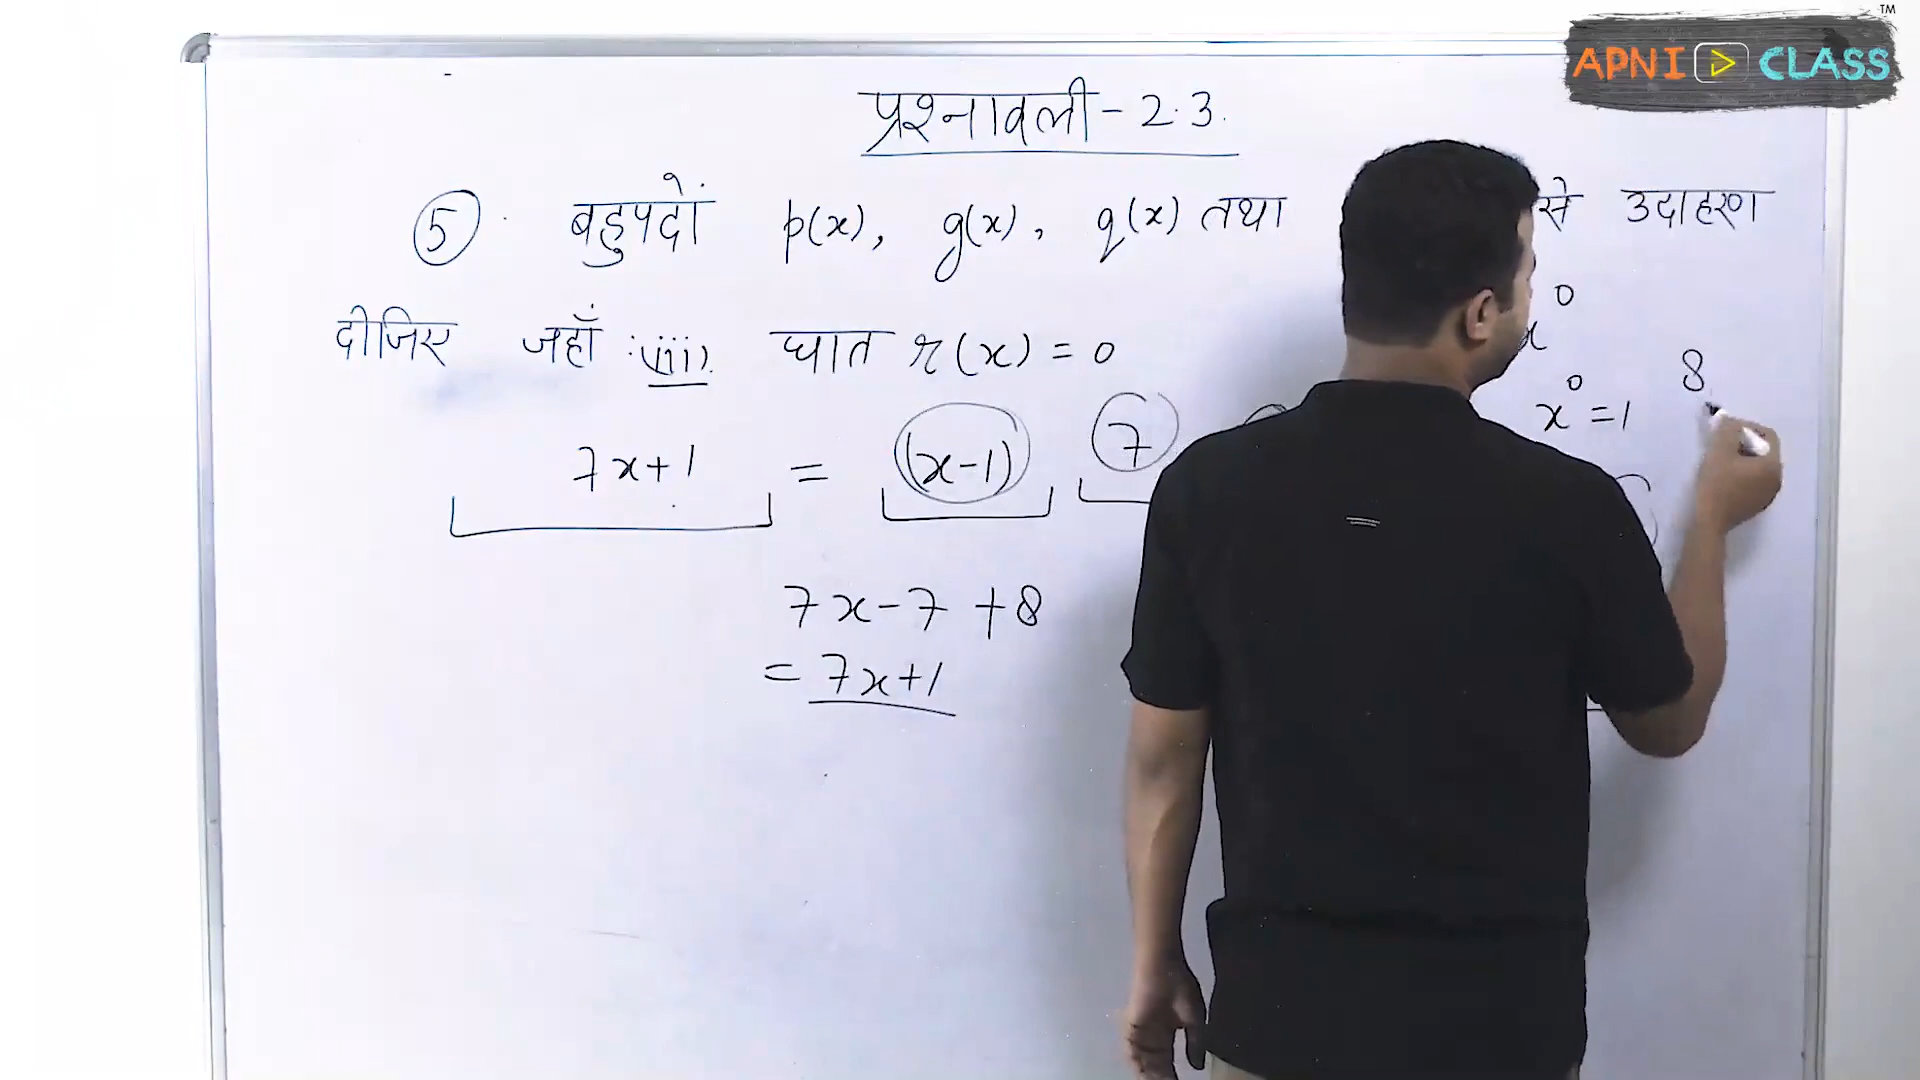 APNI CLASS™
प्रश्नावली - 2.3.
⑤ बहुपदों p(x), g(x), q(x) तथा से उदाहरण
दीजिए जहाँ :(iii). घात r(x) = 0
x⁰
x⁰ = 1
8
7x+1 = (x-1) 7
7x-7 +8
= 7x+1